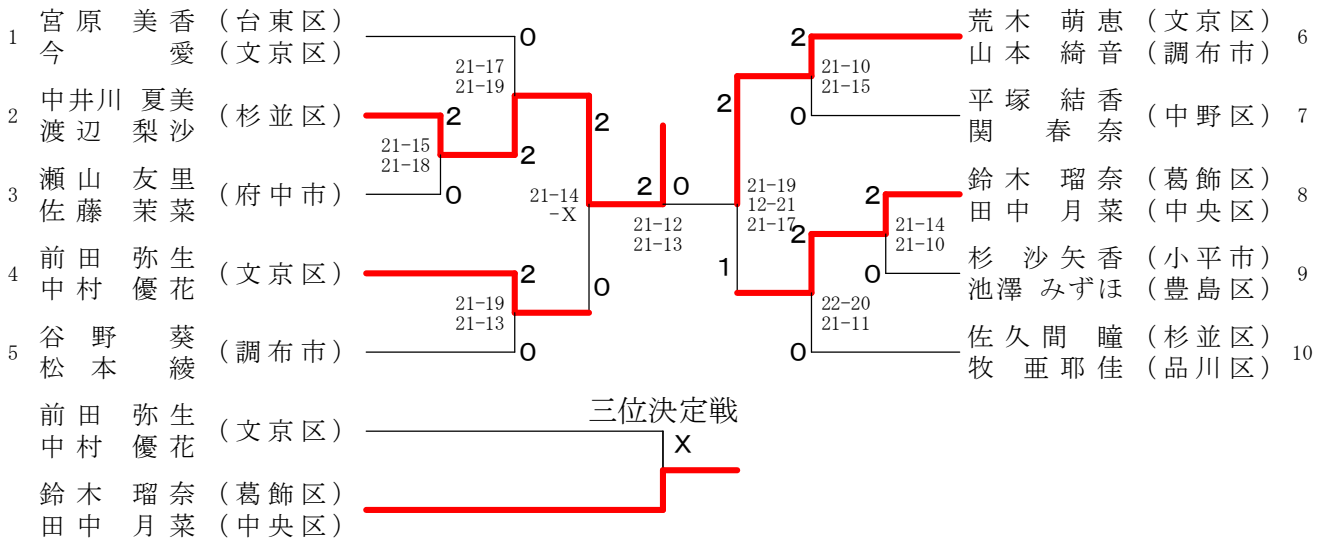 1 宮原 美香 (台東区)
今 愛 (文京区)
2 中井川 夏美 (杉並区)
渡辺 梨沙
3 瀬山 友里 (府中市)
佐藤 茉菜
4 前田 弥生 (文京区)
中村 優花
5 谷野 葵 (調布市)
松本 綾
0
21-17
21-19
2
21-15
21-18
0
2
2
21-14
-X
2
21-19
21-13
0
0
2 0
21-12
21-13
2
21-19
12-21
21-17
1
2
21-10
21-15
0
2
21-14
21-10
0
2
22-20
21-11
0
荒木 萌恵 (文京区) 6
山本 綺音 (調布市)
平塚 結香 (中野区) 7
関 春奈
鈴木 瑠奈 (葛飾区) 8
田中 月菜 (中央区)
杉 沙矢香 (小平市) 9
池澤 みずほ (豊島区)
佐久間 瞳 (杉並区) 10
牧 亜耶佳 (品川区)
三位決定戦
前田 弥生 (文京区)
中村 優花
X
鈴木 瑠奈 (葛飾区)
田中 月菜 (中央区)